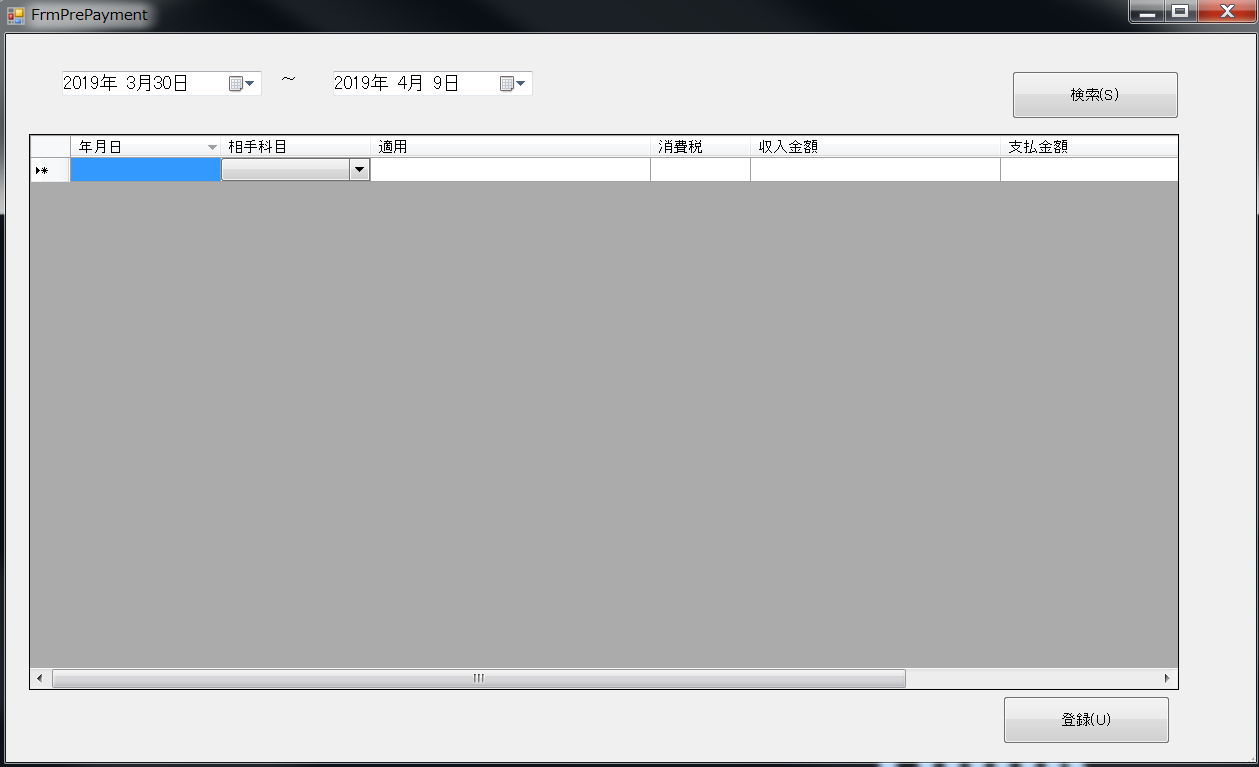 FrmPrePayment
2019年 3月30日 ～ 2019年 4月 9日
検索(S)
年月日 相手科目 適用 消費税 収入金額 支払金額
登録(U)